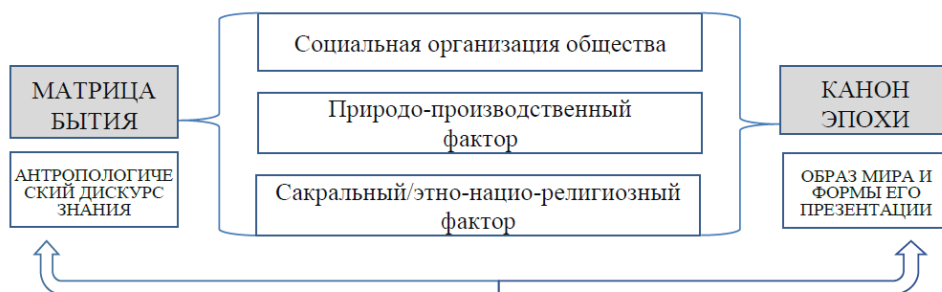 Социальная организация общества
МАТРИЦА
БЫТИЯ
АНТРОПОЛОГИЧЕ
СКИЙ ДИСКУРС
ЗНАНИЯ
Природо-производственный
фактор
Сакральный/этно-нацио-религиозный
фактор
КАНОН
ЭПОХИ
ОБРАЗ МИРА И
ФОРМЫ ЕГО
ПРЕЗЕНТАЦИИ